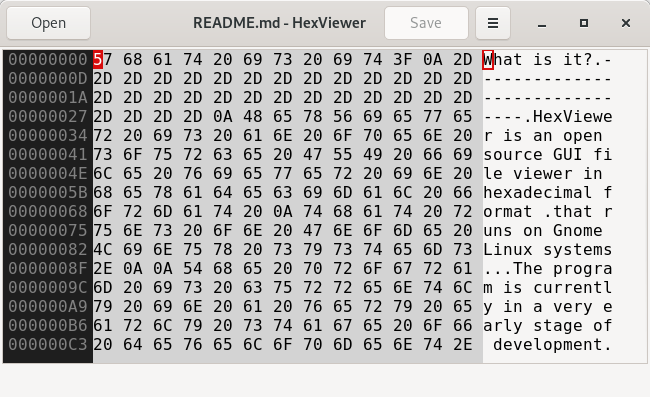 Open README.md - HexViewer Save
00000000 57 68 61 74 20 69 73 20 69 74 3F 0A 2D What is it?.-
0000000D 2D 2D 2D 2D 2D 2D 2D 2D 2D 2D 2D 2D 2D -------------
0000001A 2D 2D 2D 2D 2D 2D 2D 2D 2D 2D 2D 2D 2D -------------
00000027 2D 2D 2D 2D 0A 48 65 78 56 69 65 77 65 ----.HexViewe
00000034 72 20 69 73 20 61 6E 20 6F 70 65 6E 20 r is an open
00000041 73 6F 75 72 63 65 20 47 55 49 20 66 69 source GUI fi
0000004E 6C 65 20 76 69 65 77 65 72 20 69 6E 20 le viewer in
0000005B 68 65 78 61 64 65 63 69 6D 61 6C 20 66 hexadecimal f
00000068 6F 72 6D 61 74 20 0A 74 68 61 74 20 72 ormat .that r
00000075 75 6E 73 20 6F 6E 20 47 6E 6F 6D 65 20 uns on Gnome
00000082 4C 69 6E 75 78 20 73 79 73 74 65 6D 73 Linux systems
0000008F 2E 0A 0A 54 68 65 20 70 72 6F 67 72 61 ...The progra
0000009C 6D 20 69 73 20 63 75 72 72 65 6E 74 6C m is currentl
000000A9 79 20 69 6E 20 61 20 76 65 72 79 20 65 y in a very e
000000B6 61 72 6C 79 20 73 74 61 67 65 20 6F 66 arly stage of
000000C3 20 64 65 76 65 6C 6F 70 6D 65 6E 74 2E development.